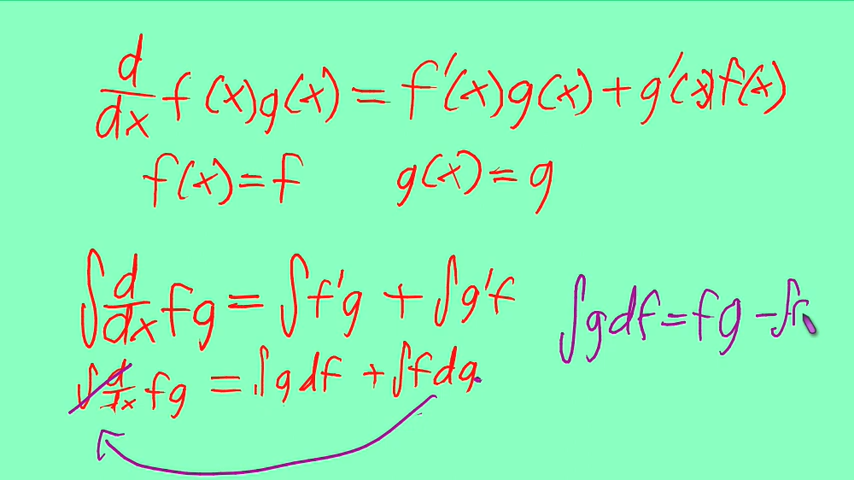 d/dx f(x)g(x) = f'(x)g(x) + g'(x)f(x)
f(x) = f g(x) = g
∫ d/dx fg = ∫f'g + ∫g'f
∫ d/dx fg = ∫g df + ∫f dg.
∫g df = fg - ∫